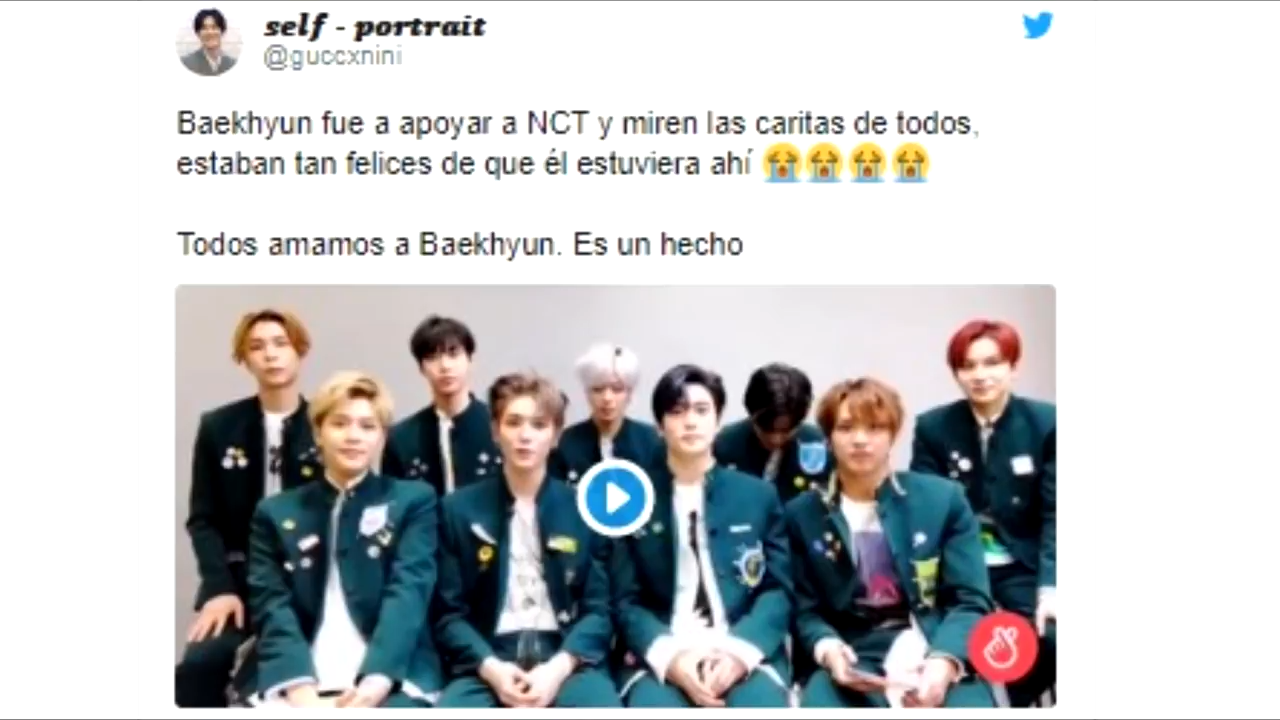 self - portrait
@guccxnini
Baekhyun fue a apoyar a NCT y miren las caritas de todos,
estaban tan felices de que él estuviera ahí 😭😭😭😭
Todos amamos a Baekhyun. Es un hecho